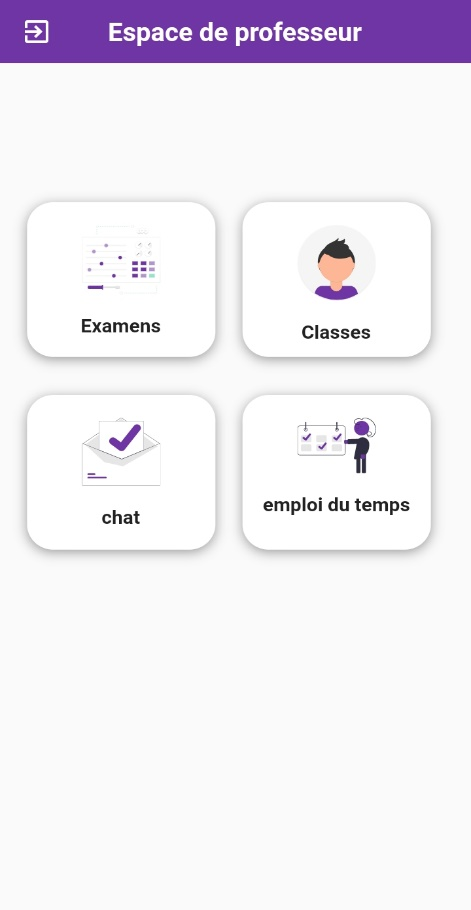 Espace de professeur
Examens
Classes
chat
emploi du temps